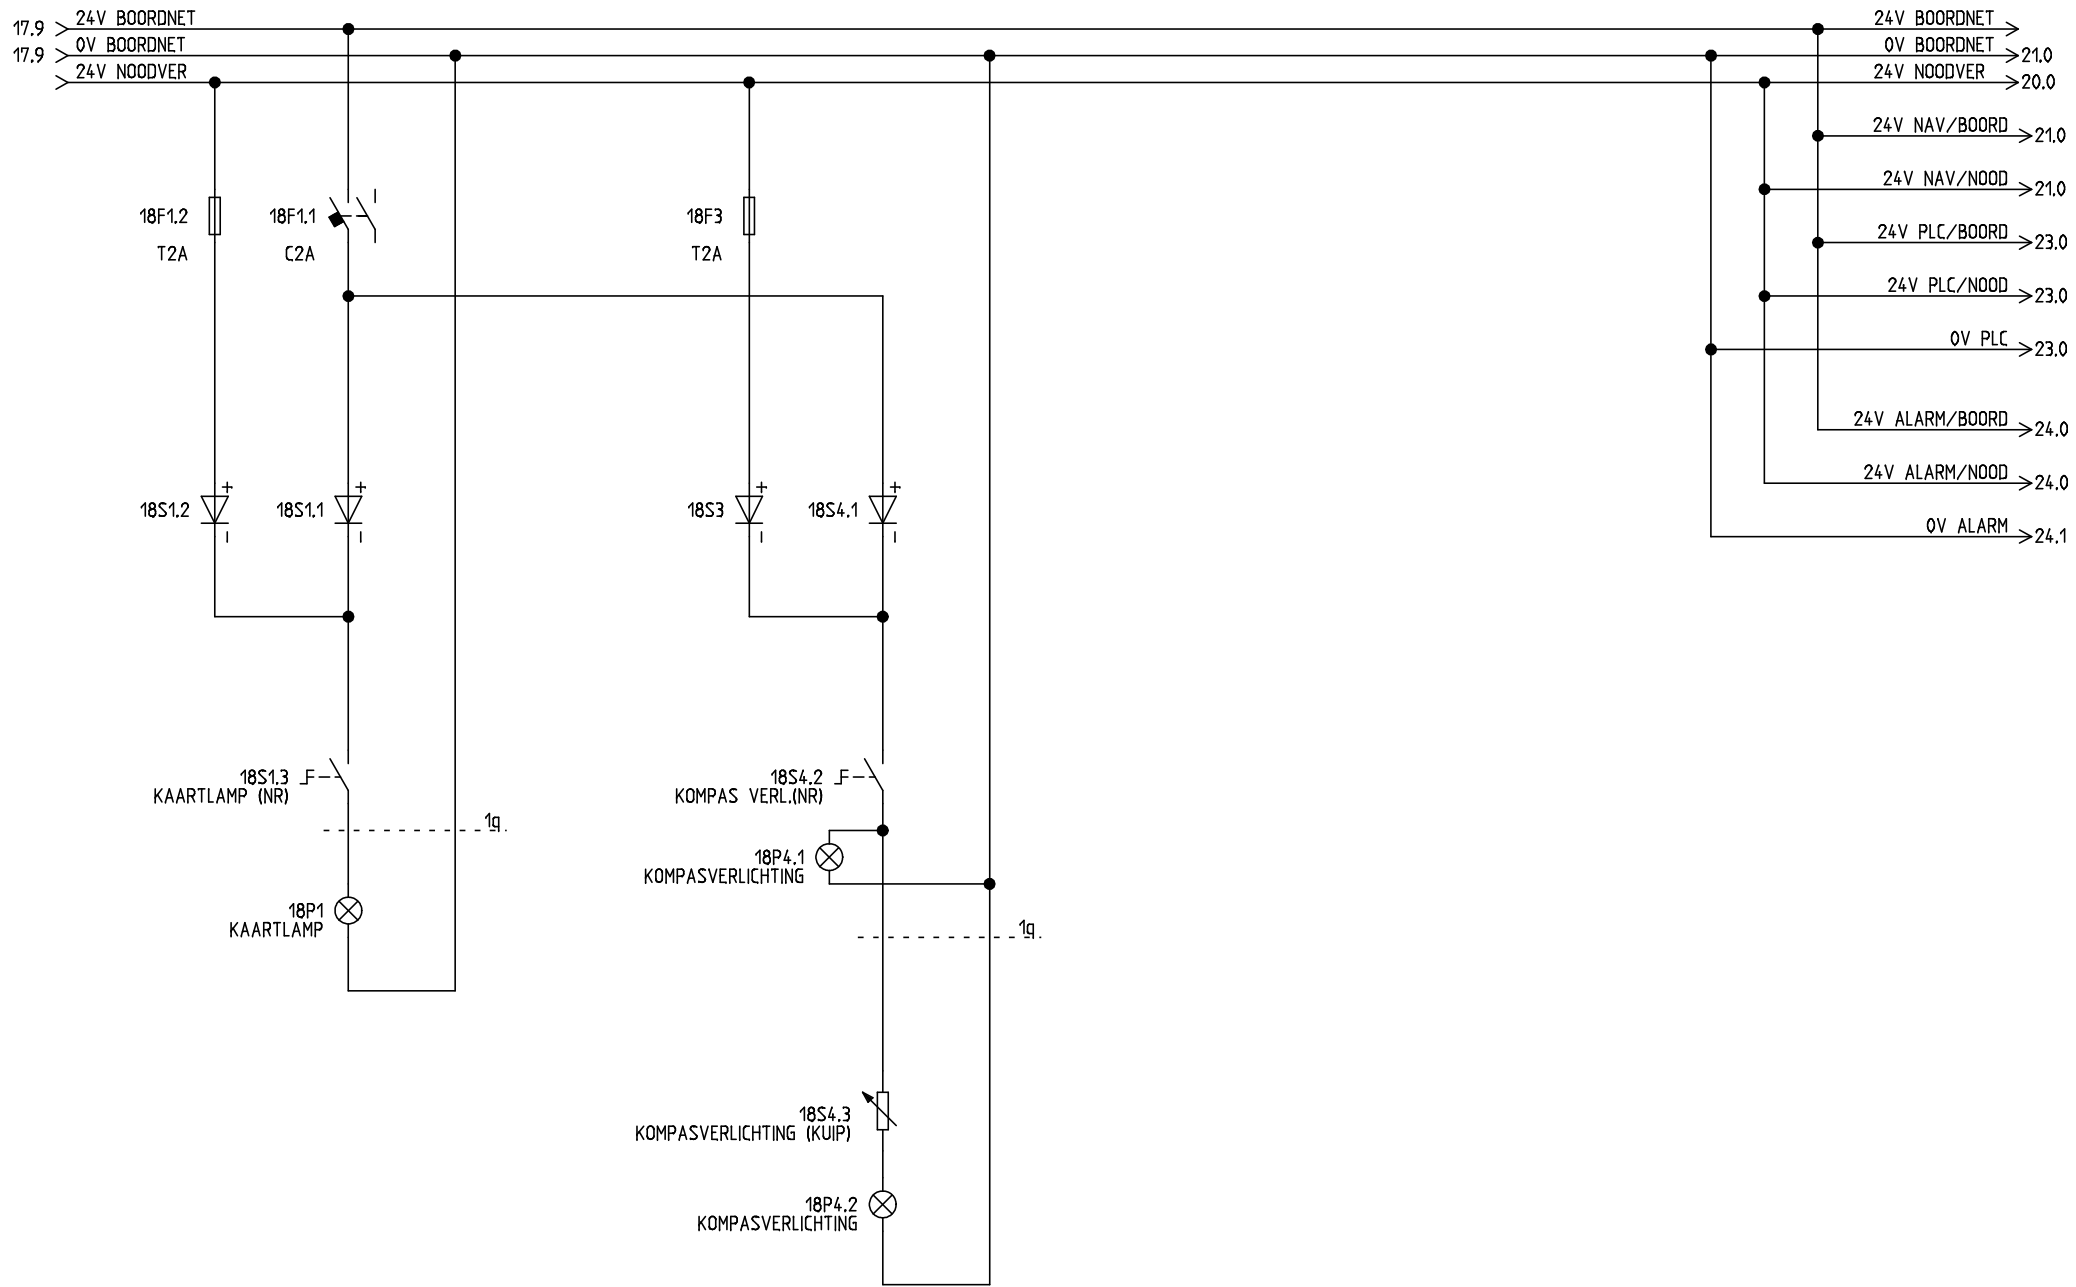 24V BOORDNET
24V BOORDNET
17.9
0V BOORDNET
0V BOORDNET
17.9
21.0
24V NOODVER
24V NOODVER
20.0
24V NAV/BOORD
21.0
24V NAV/NOOD
21.0
18F1.2
18F1.1
18F3
24V PLC/BOORD
23.0
T2A
C2A
T2A
24V PLC/NOOD
23.0
0V PLC
23.0
24V ALARM/BOORD
24.0
24V ALARM/NOOD
24.0
+
+
+
+
18S1.2
18S1.1
18S3
18S4.1
0V ALARM
24.1
18S1.3
KAARTLAMP (NR)
18S4.2
KOMPAS VERL.(NR)
1q
18P4.1
KOMPASVERLICHTING
18P1
KAARTLAMP
1q
18S4.3
KOMPASVERLICHTING (KUIP)
18P4.2
KOMPASVERLICHTING